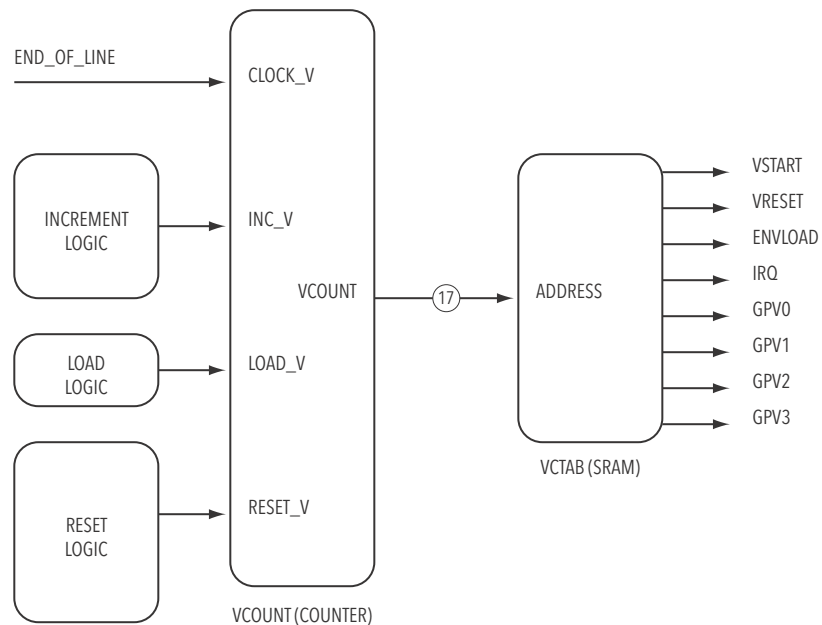 END_OF_LINE
CLOCK_V
INCREMENT
LOGIC
INC_V
VCOUNT
17
LOAD
LOGIC
LOAD_V
RESET
LOGIC
RESET_V
VCOUNT (COUNTER)
ADDRESS
VCTAB (SRAM)
VSTART
VRESET
ENVLOAD
IRQ
GPV0
GPV1
GPV2
GPV3